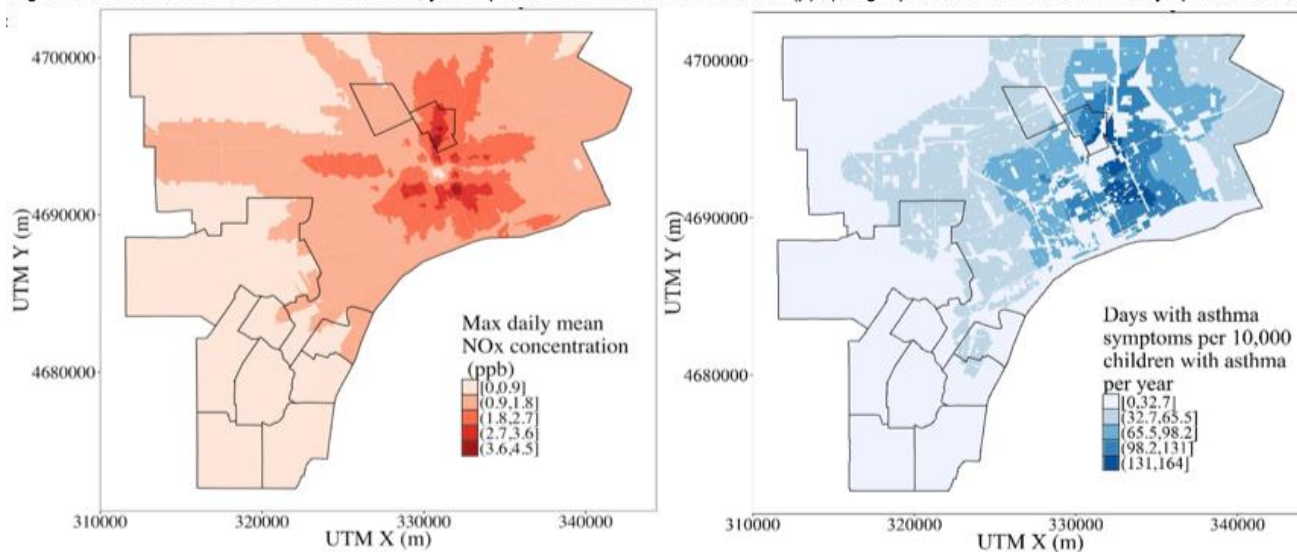 4700000
4690000
4680000
UTM Y (m)
310000 320000 330000 340000
UTM X (m)
Max daily mean
NOx concentration
(ppb)
[0,0.9]
(0.9,1.8]
(1.8,2.7]
(2.7,3.6]
(3.6,4.5]
4700000
4690000
4680000
UTM Y (m)
310000 320000 330000 340000
UTM X (m)
Days with asthma
symptoms per 10,000
children with asthma
per year
[0,32.7]
(32.7,65.5]
(65.5,98.2]
(98.2,131]
(131,164]